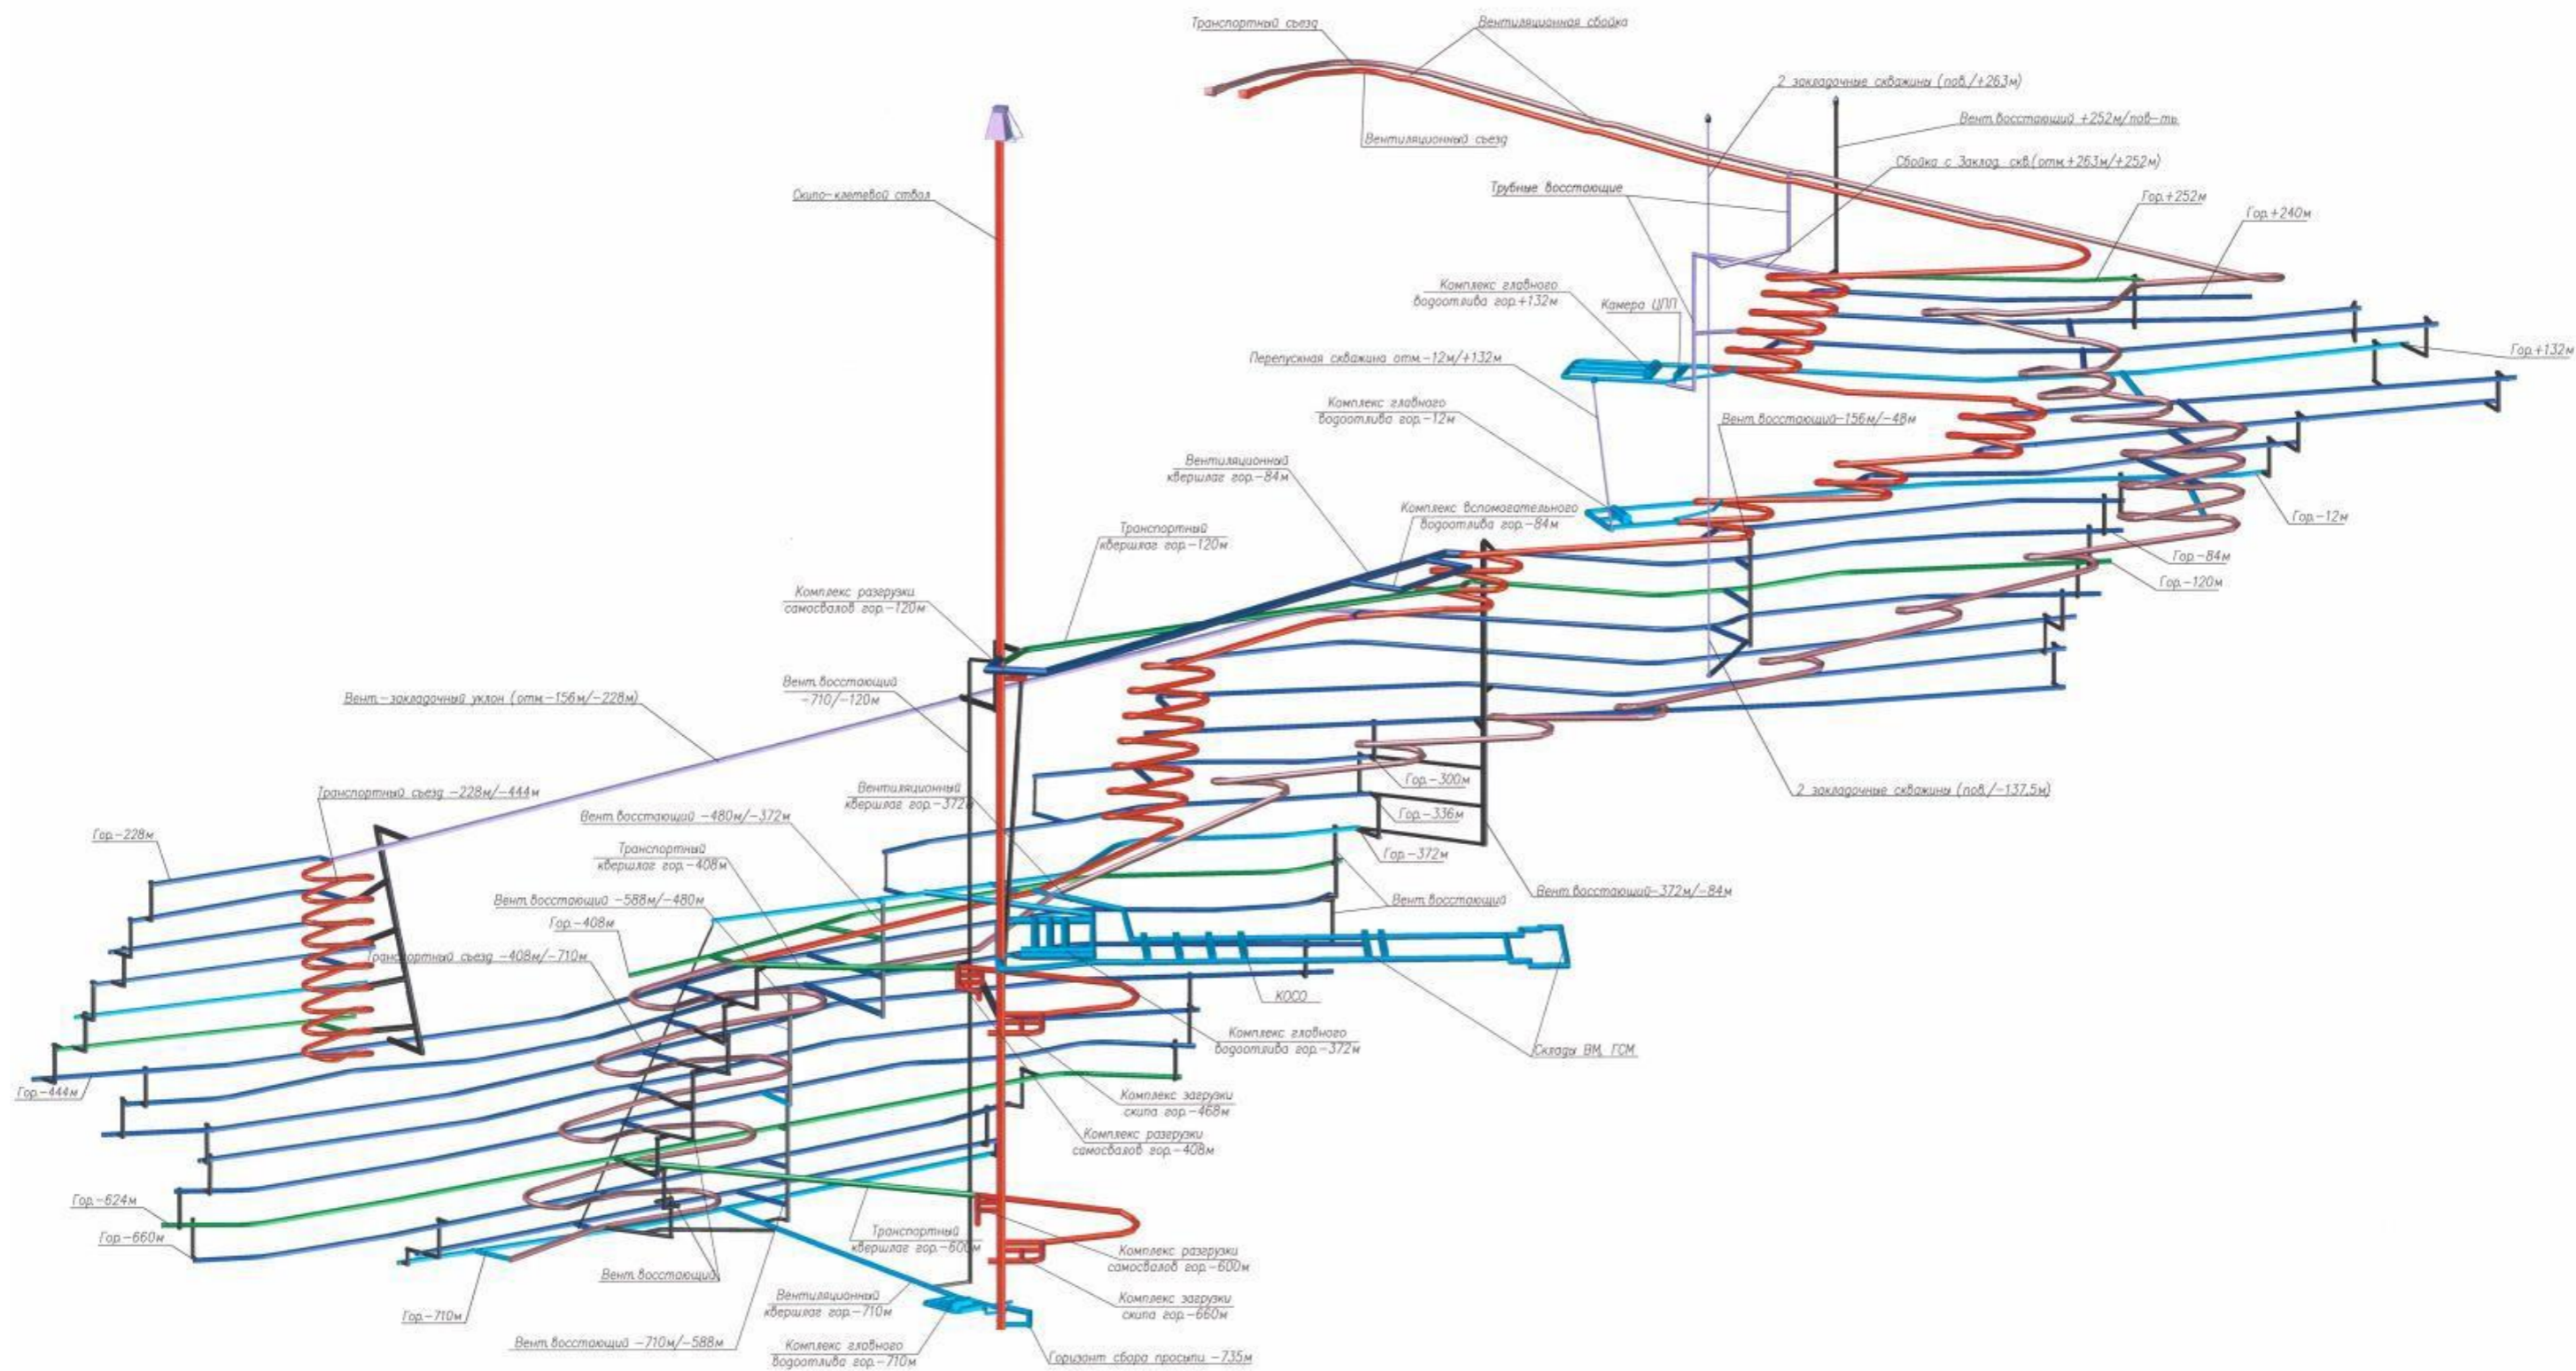 Транспортный съезд
Вентиляционная сбойка
2 закладочные скважины (пов./+263м)
Вент.восстающий +252м/пов-ть
Вентиляционный съезд
Сбойка с Заклад. скв.(отм.+263м/+252м)
Трубные восстающие
Скипо-клетевой ствол
Гор.+252м
Гор.+240м
Комплекс главного
водоотлива гор.+132м
Камера ЦПП
Перепускная скважина отм.-12м/+132м
Гор.+132м
Комплекс главного
водоотлива гор.-12м
Вент.восстающий-156м/-48м
Вентиляционный
квершлаг гор.-84м
Комплекс вспомогательного
водоотлива гор.-84м
Гор.-12м
Транспортный
квершлаг гор.-120м
Гор.-84м
Гор.-120м
Комплекс разгрузки
самосвалов гор.-120м
Вент.восстающий
-710/-120м
Вент.-закладочный уклон (отм.-156м/-228м)
Транспортный съезд -228м/-444м
Вентиляционный
квершлаг гор.-372м
Гор.-300м
2 закладочные скважины (пов./-137,5м)
Вент.восстающий -480м/-372м
Гор.-336м
Гор.-228м
Транспортный
квершлаг гор.-408м
Гор.-372м
Вент.восстающий-372м/-84м
Вент.восстающий -588м/-480м
Вент.восстающий
Гор.-408м
Транспортный съезд -408м/-710м
КОСО
Комплекс главного
водоотлива гор.-372м
Склады ВМ, ГСМ
Гор.-444м
Комплекс загрузки
скипа гор.-468м
Комплекс разгрузки
самосвалов гор.-408м
Гор.-624м
Гор.-660м
Транспортный
квершлаг гор.-600м
Комплекс разгрузки
самосвалов гор.-600м
Вент.восстающий
Вентиляционный
квершлаг гор.-710м
Комплекс загрузки
скипа гор.-660м
Гор.-710м
Вент.восстающий -710м/-588м
Комплекс главного
водоотлива гор.-710м
Горизонт сбора просыпи -735м